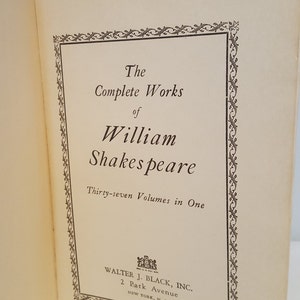 The
Complete Works
of
William
Shakespeare
Thirty-seven Volumes in One
WALTER J. BLACK, INC.
2 Park Avenue
NEW YORK,